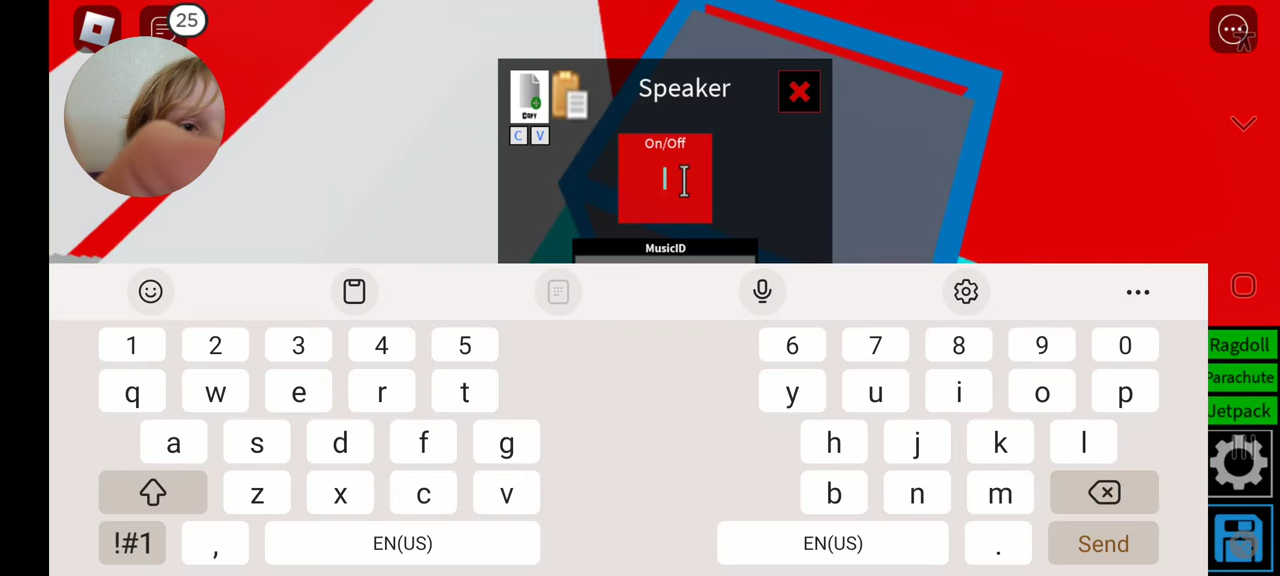 25
Speaker
COPY
C V
On/Off
MusicID
1 2 3 4 5 6 7 8 9 0
q w e r t y u i o p
a s d f g h j k l
z x c v b n m
!#1 , EN(US) EN(US) . Send
Ragdoll
Parachute
Jetpack